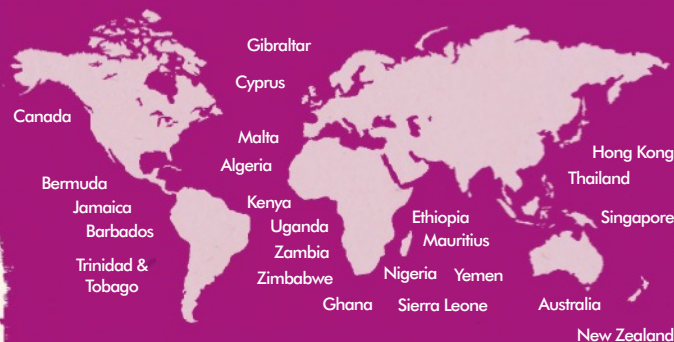 Gibraltar
Cyprus
Canada
Malta
Algeria
Hong Kong
Thailand
Bermuda
Jamaica
Barbados
Kenya
Uganda
Zambia
Zimbabwe
Ethiopia
Mauritius
Singapore
Trinidad &
Tobago
Nigeria
Yemen
Ghana
Sierra Leone
Australia
New Zealand